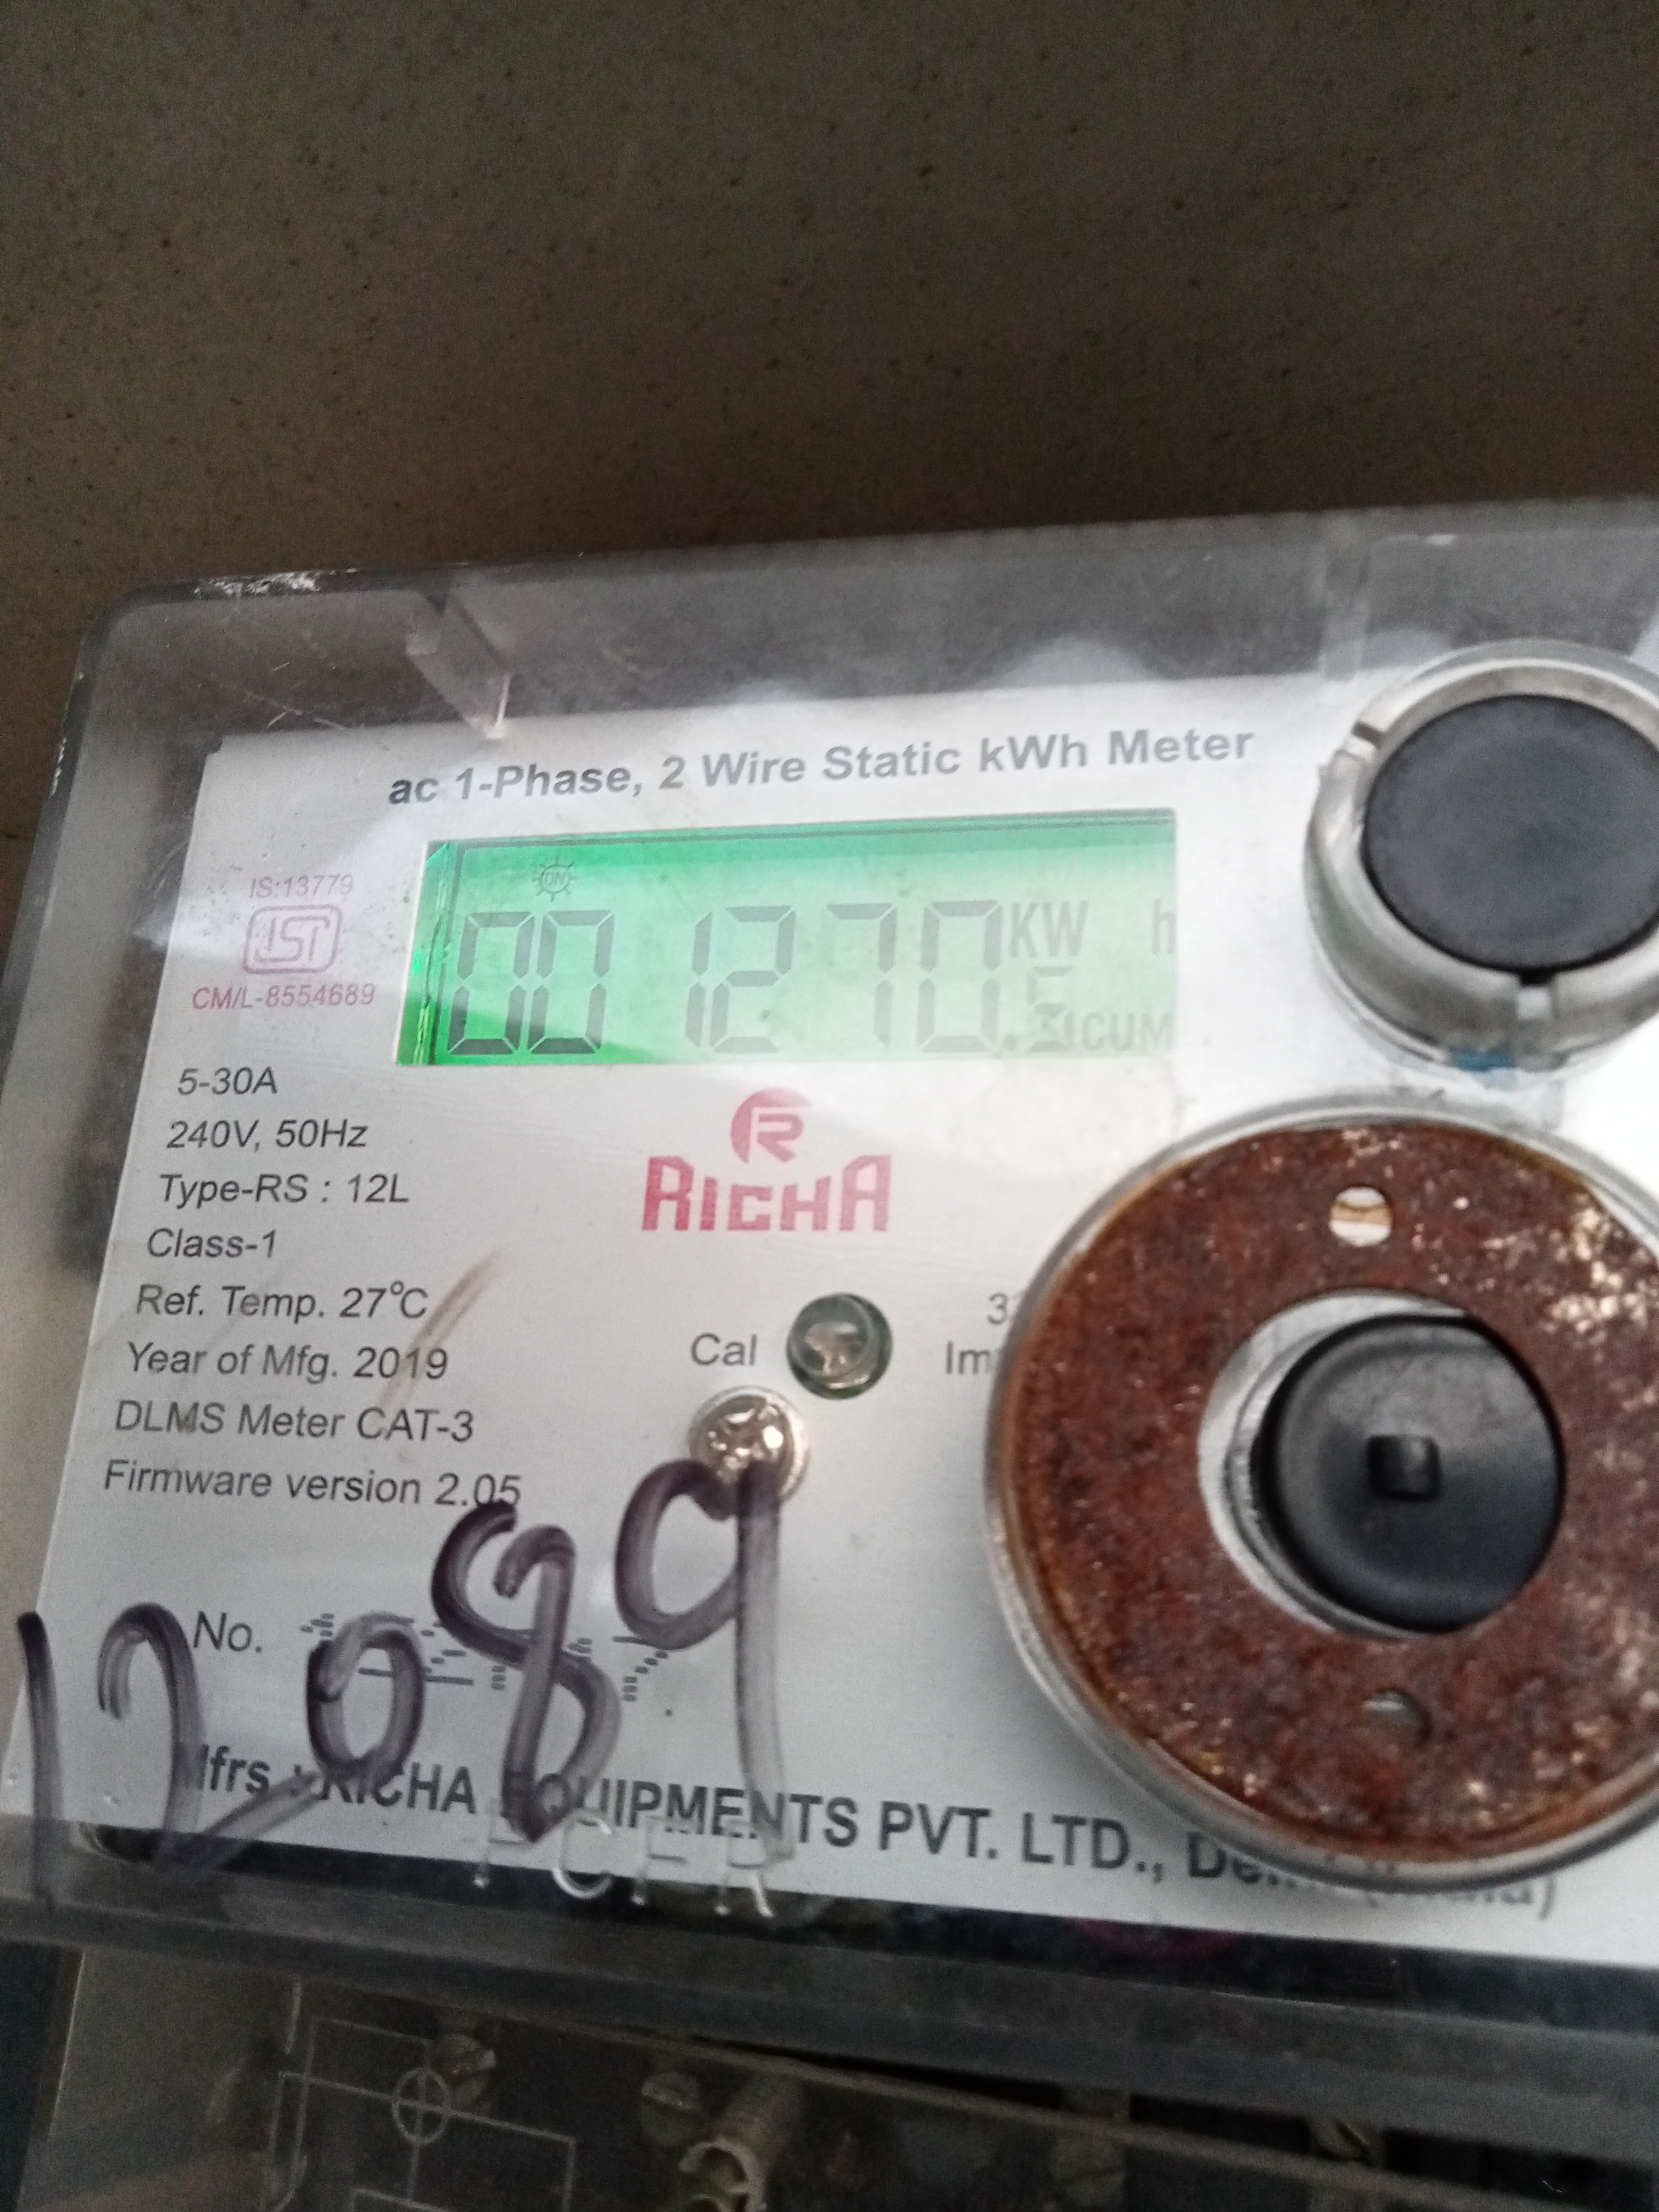 ac 1-Phase, 2 Wire Static kWh Meter
IS:13779
ISI
CM/L-8554689
ON
001270.5 KW h
CUM
5-30A
240V, 50Hz
Type-RS : 12L
Class-1
Ref. Temp. 27°C
Year of Mfg. 2019
DLMS Meter CAT-3
Firmware version 2.05
R
RICHA
Cal
No.
12089
Mfrs : RICHA EQUIPMENTS PVT. LTD.,